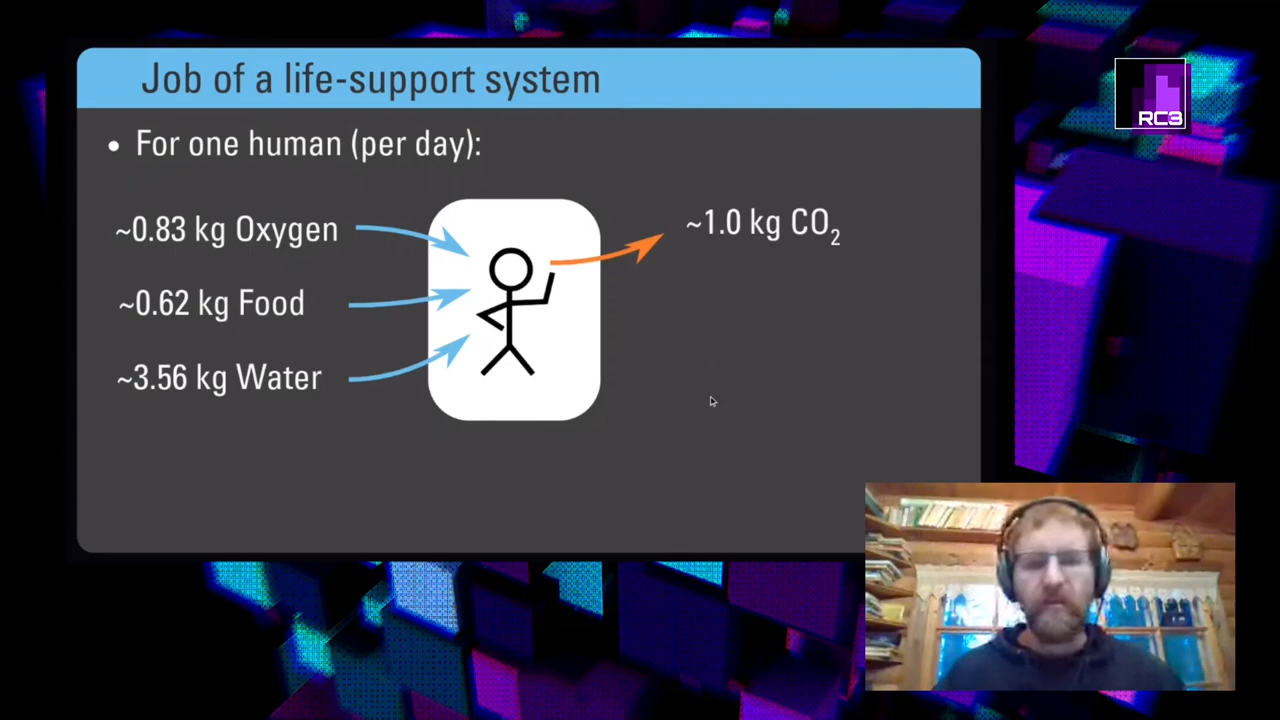 Job of a life-support system
RC3
• For one human (per day):
~0.83 kg Oxygen
~1.0 kg CO₂
~0.62 kg Food
~3.56 kg Water